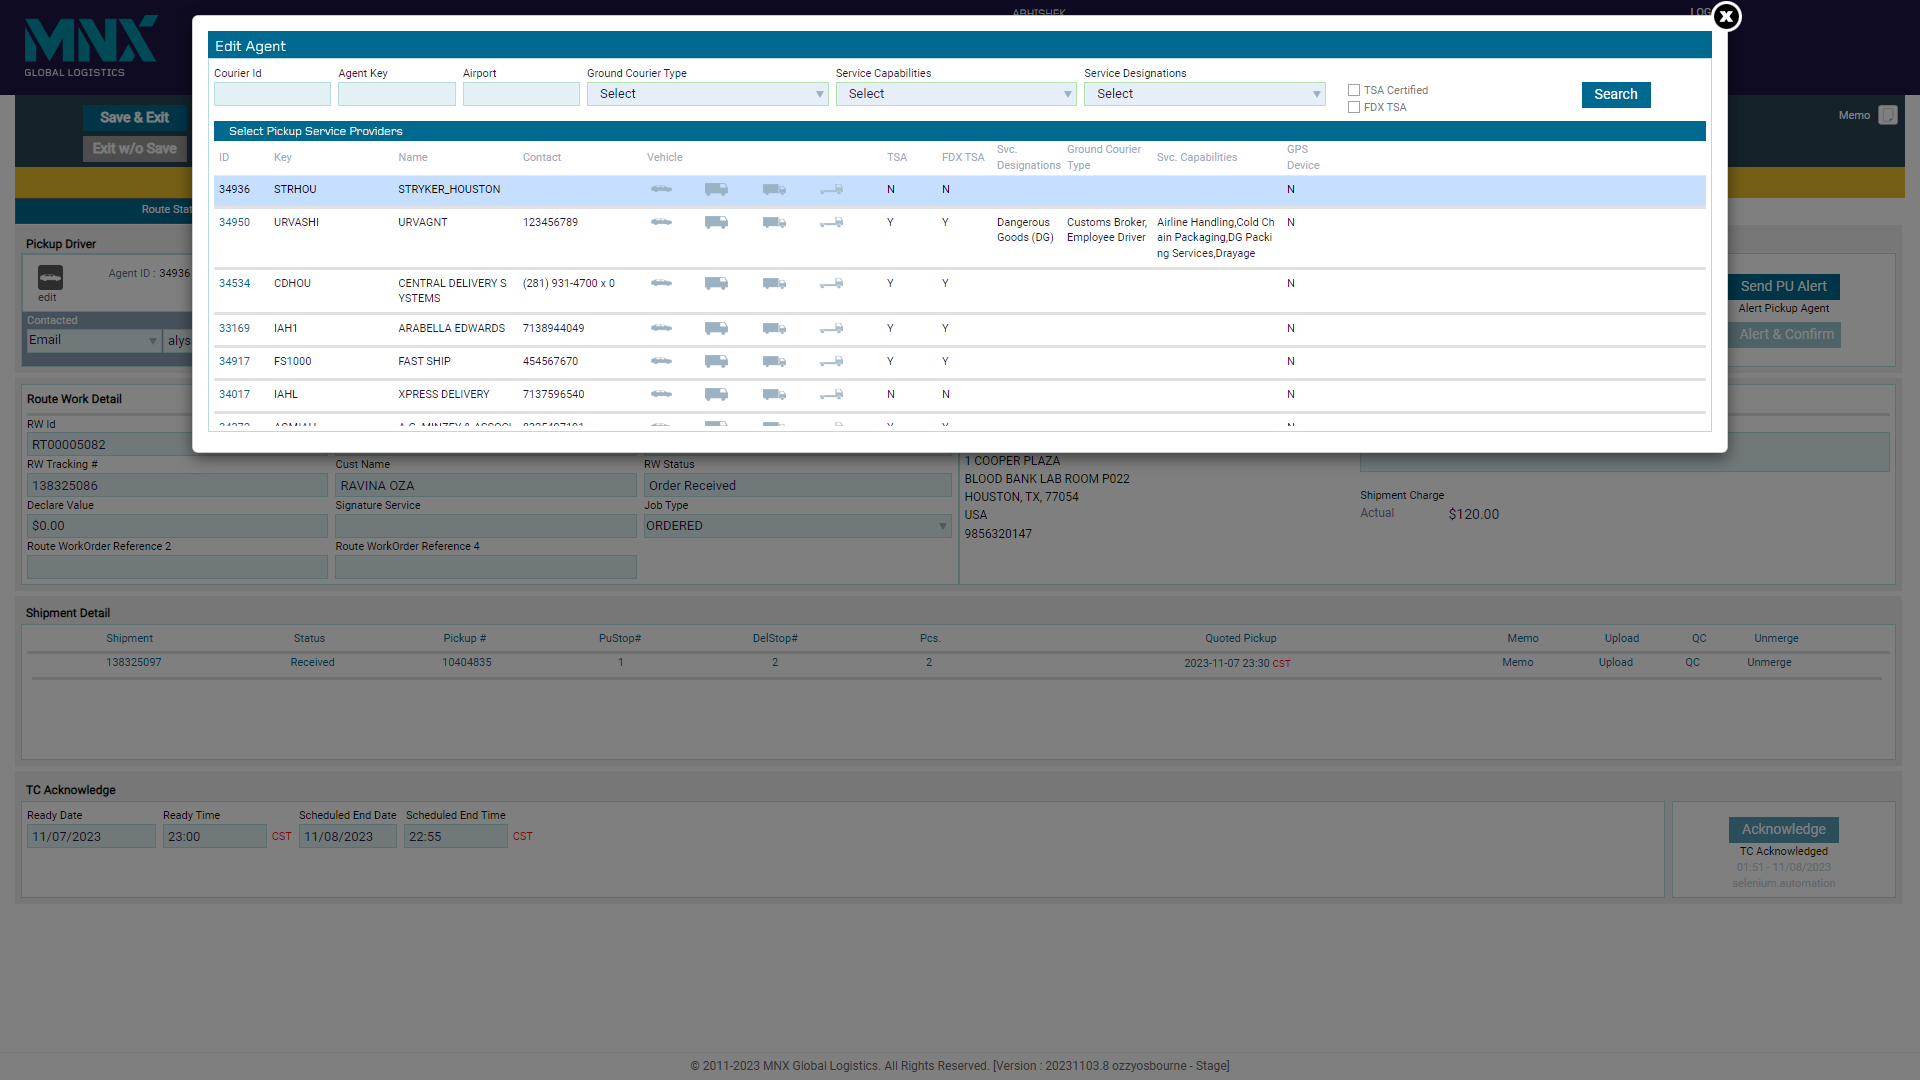 MNX
GLOBAL LOGISTICS
ABHISHEK
LOG
X
Edit Agent
Courier Id
Agent Key
Airport
Ground Courier Type
Service Capabilities
Service Designations
Select
Select
Select
TSA Certified
FDX TSA
Search
Save & Exit
Exit w/o Save
Memo
Select Pickup Service Providers
ID Key Name Contact Vehicle TSA FDX TSA Svc. Designations Ground Courier Type Svc. Capabilities GPS Device
34936 STRHOU STRYKER_HOUSTON N N N
34950 URVASHI URVAGNT 123456789 Y Y Dangerous Customs Broker, Airline Handling,Cold Ch N
Goods (DG) Employee Driver ain Packaging,DG Packi
ng Services,Drayage
34534 CDHOU CENTRAL DELIVERY S (281) 931-4700 x 0 Y Y N
YSTEMS
33169 IAH1 ARABELLA EDWARDS 7138944049 Y Y N
34917 FS1000 FAST SHIP 454567670 Y Y N
34017 IAHL XPRESS DELIVERY 7137596540 N N N
Route Stat
Pickup Driver
Agent ID : 34936
edit
Contacted
Email
alys
Send PU Alert
Alert Pickup Agent
Alert & Confirm
Route Work Detail
RW Id
RT00005082
RW Tracking # Cust Name RW Status
138325086 RAVINA OZA Order Received
Declare Value Signature Service Job Type
$0.00 ORDERED
Route WorkOrder Reference 2 Route WorkOrder Reference 4
1 COOPER PLAZA
BLOOD BANK LAB ROOM P022
HOUSTON, TX, 77054
USA
9856320147
Shipment Charge
Actual $120.00
Shipment Detail
Shipment Status Pickup # PuStop# DelStop# Pcs. Quoted Pickup Memo Upload QC Unmerge
138325097 Received 10404835 1 2 2 2023-11-07 23:30 CST Memo Upload QC Unmerge
TC Acknowledge
Ready Date Ready Time Scheduled End Date Scheduled End Time
11/07/2023 23:00 CST 11/08/2023 22:55 CST
Acknowledge
TC Acknowledged
01:51 - 11/08/2023
selenium.automation
© 2011-2023 MNX Global Logistics. All Rights Reserved. [Version : 20231103.8 ozzyosbourne - Stage]